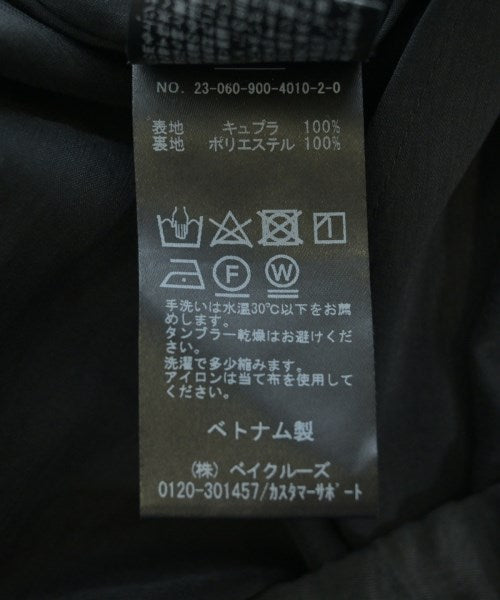 NO. 23-060-900-4010-2-0
表地 キュプラ 100%
裏地 ポリエステル 100%
F W
手洗いは水温30℃以下をお薦
めします。
タンブラー乾燥はお避けくだ
さい。
洗濯で多少縮みます。
アイロンは当て布を使用して
ください。
ベトナム製
(株) ベイクルーズ
0120-301457/カスタマーサポート